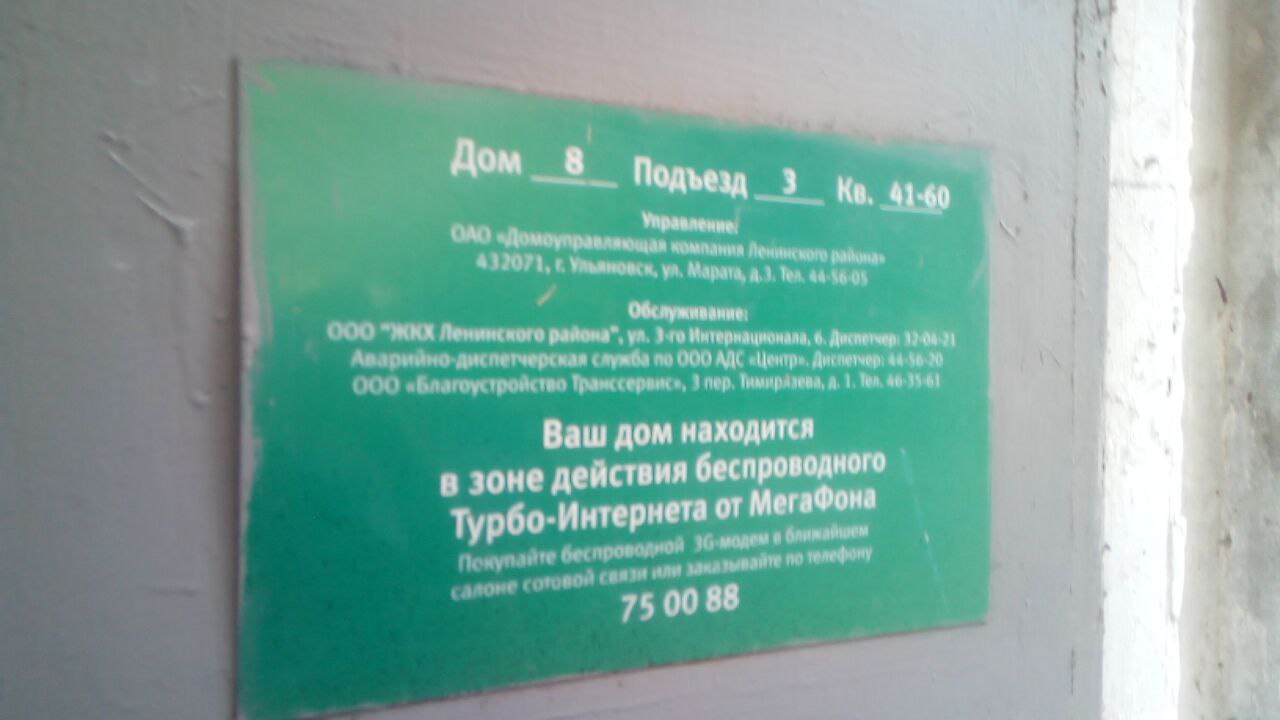 Дом 8 Подъезд 3 Кв. 41-60
Управление:
ОАО «Домоуправляющая компания Ленинского района»
432071, г. Ульяновск, ул. Марата, д.3. Тел. 44-56-05
Обслуживание:
ООО "ЖКХ Ленинского района", ул. 3-го Интернационала, 6. Диспетчер: 32-04-21
Аварийно-диспетчерская служба по ООО АДС «Центр». Диспетчер: 44-56-20
ООО «Благоустройство Транссервис», 3 пер. Тимирязева, д. 1. Тел. 46-35-61
Ваш дом находится
в зоне действия беспроводного
Турбо-Интернета от МегаФона
Покупайте беспроводной 3G-модем в ближайшем
салоне сотовой связи или заказывайте по телефону
75 00 88